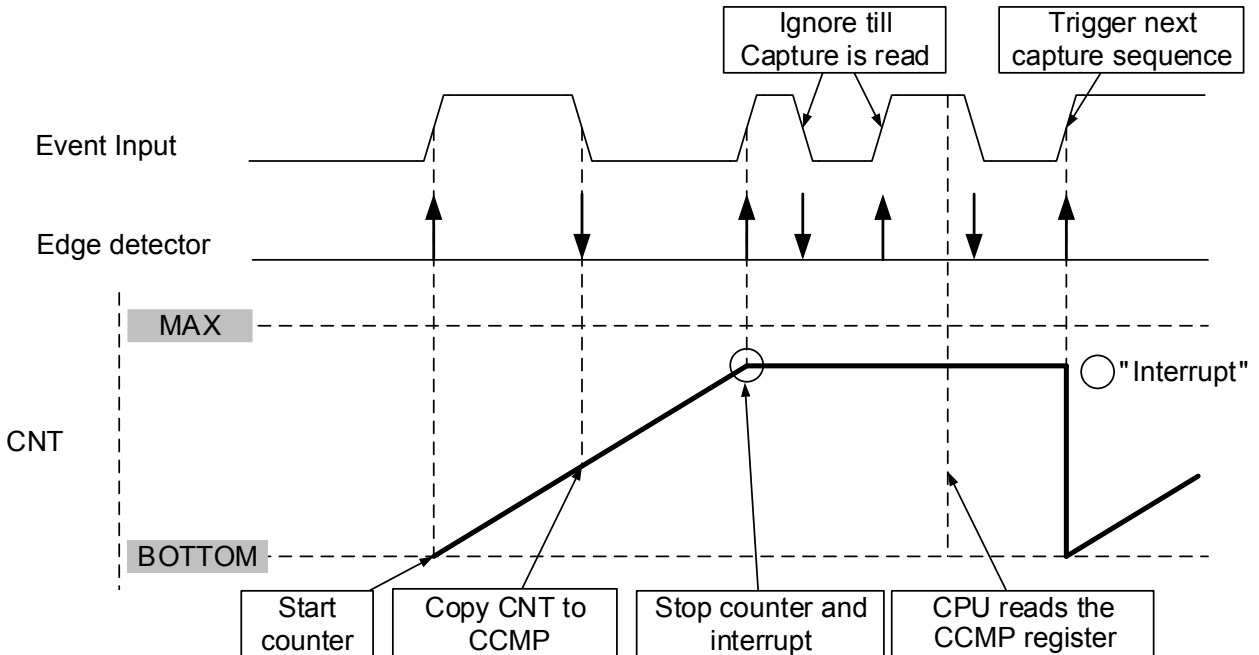 Ignore till
Capture is read
Trigger next
capture sequence
Event Input
Edge detector
MAX
"Interrupt"
CNT
BOTTOM
Start
counter
Copy CNT to
CCMP
Stop counter and
interrupt
CPU reads the
CCMP register